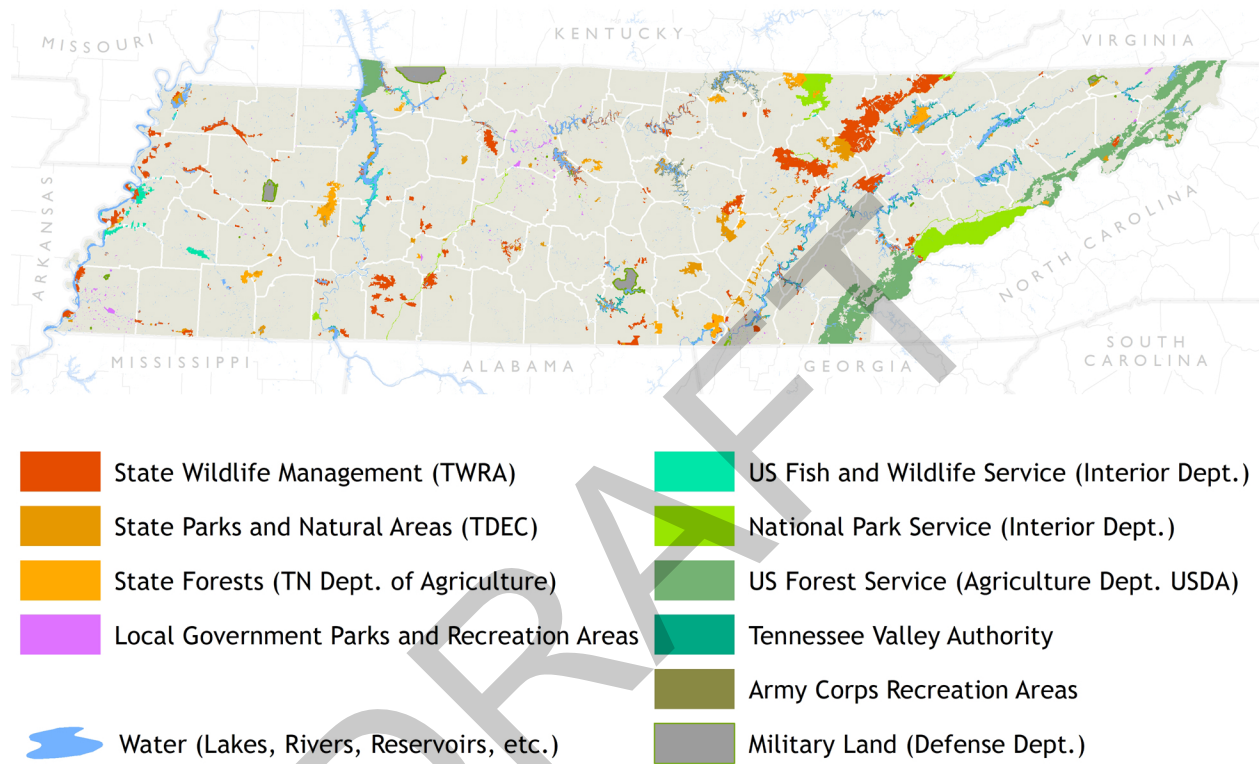 MISSOURI
KENTUCKY
VIRGINIA
ARKANSAS
NORTH CAROLINA
MISSISSIPPI
ALABAMA
GEORGIA
SOUTH
CAROLINA
State Wildlife Management (TWRA)
State Parks and Natural Areas (TDEC)
State Forests (TN Dept. of Agriculture)
Local Government Parks and Recreation Areas
Water (Lakes, Rivers, Reservoirs, etc.)
US Fish and Wildlife Service (Interior Dept.)
National Park Service (Interior Dept.)
US Forest Service (Agriculture Dept. USDA)
Tennessee Valley Authority
Army Corps Recreation Areas
Military Land (Defense Dept.)
DRAFT